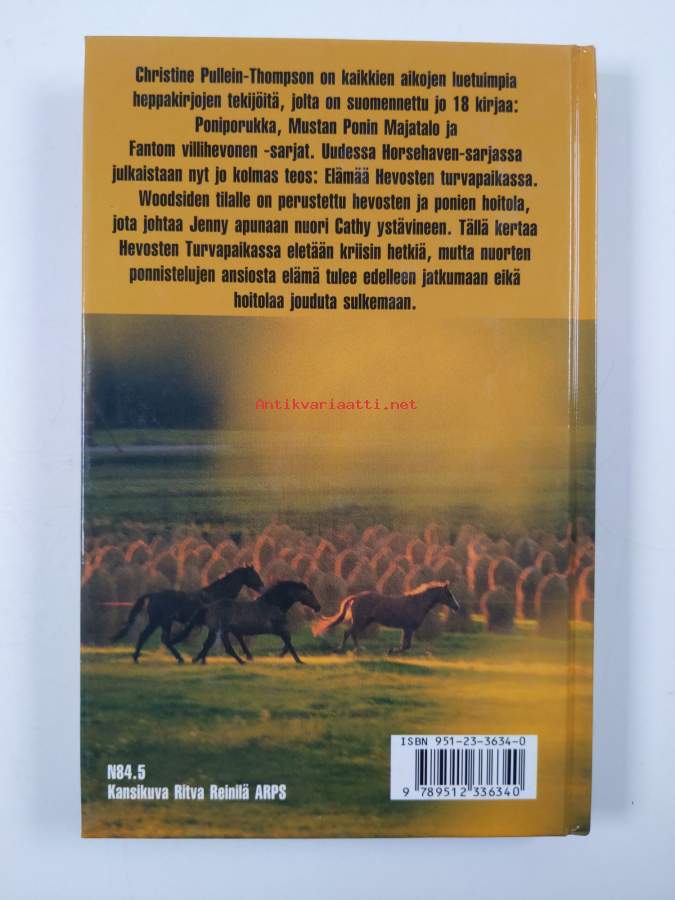 Christine Pullein-Thompson on kaikkien aikojen luetuimpia
heppakirjojen tekijöitä, jolta on suomennettu jo 18 kirjaa:
Poniporukka, Mustan Ponin Majatalo ja
Fantom villihevonen -sarjat. Uudessa Horsehaven-sarjassa
julkaistaan nyt jo kolmas teos: Elämää Hevosten turvapaikassa.
Woodsiden tilalle on perustettu hevosten ja ponien hoitola,
jota johtaa Jenny apunaan nuori Cathy ystävineen. Tällä kertaa
Hevosten Turvapaikassa eletään kriisin hetkiä, mutta nuorten
ponnistelujen ansiosta elämä tulee edelleen jatkumaan eikä
hoitolaa jouduta sulkemaan.
Antikvariaatti.net
ISBN 951-23-3634-0
9 789512 336340
N84.5
Kansikuva Ritva Reinilä ARPS